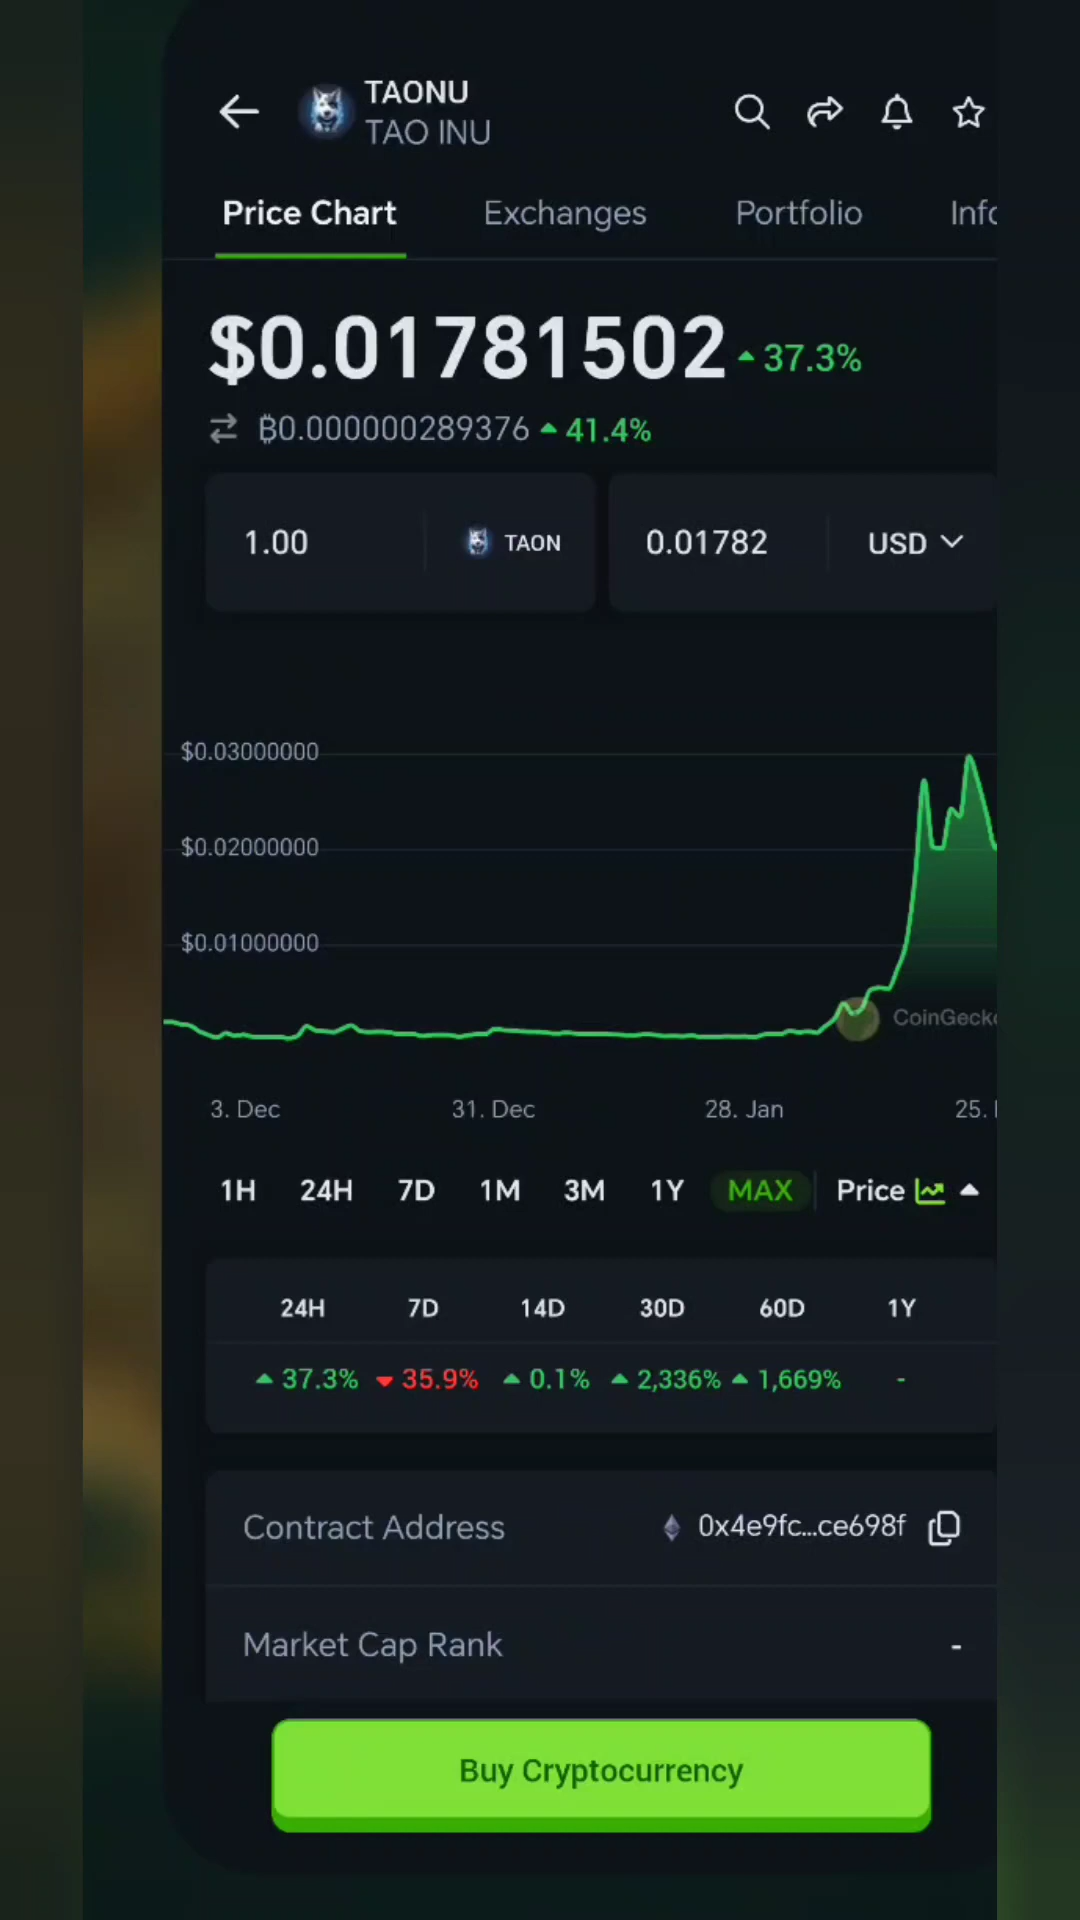 TAONU
TAO INU
Price Chart Exchanges Portfolio
$0.01781502 37.3%
₿0.000000289376 41.4%
1.00 TAON 0.01782 USD
$0.03000000
$0.02000000
$0.01000000
CoinGecko
3. Dec 31. Dec 28. Jan 25.
1H 24H 7D 1M 3M 1Y MAX Price
24H 7D 14D 30D 60D 1Y
37.3% 35.9% 0.1% 2,336% 1,669% -
Contract Address 0x4e9fc...ce698f
Market Cap Rank -
Buy Cryptocurrency